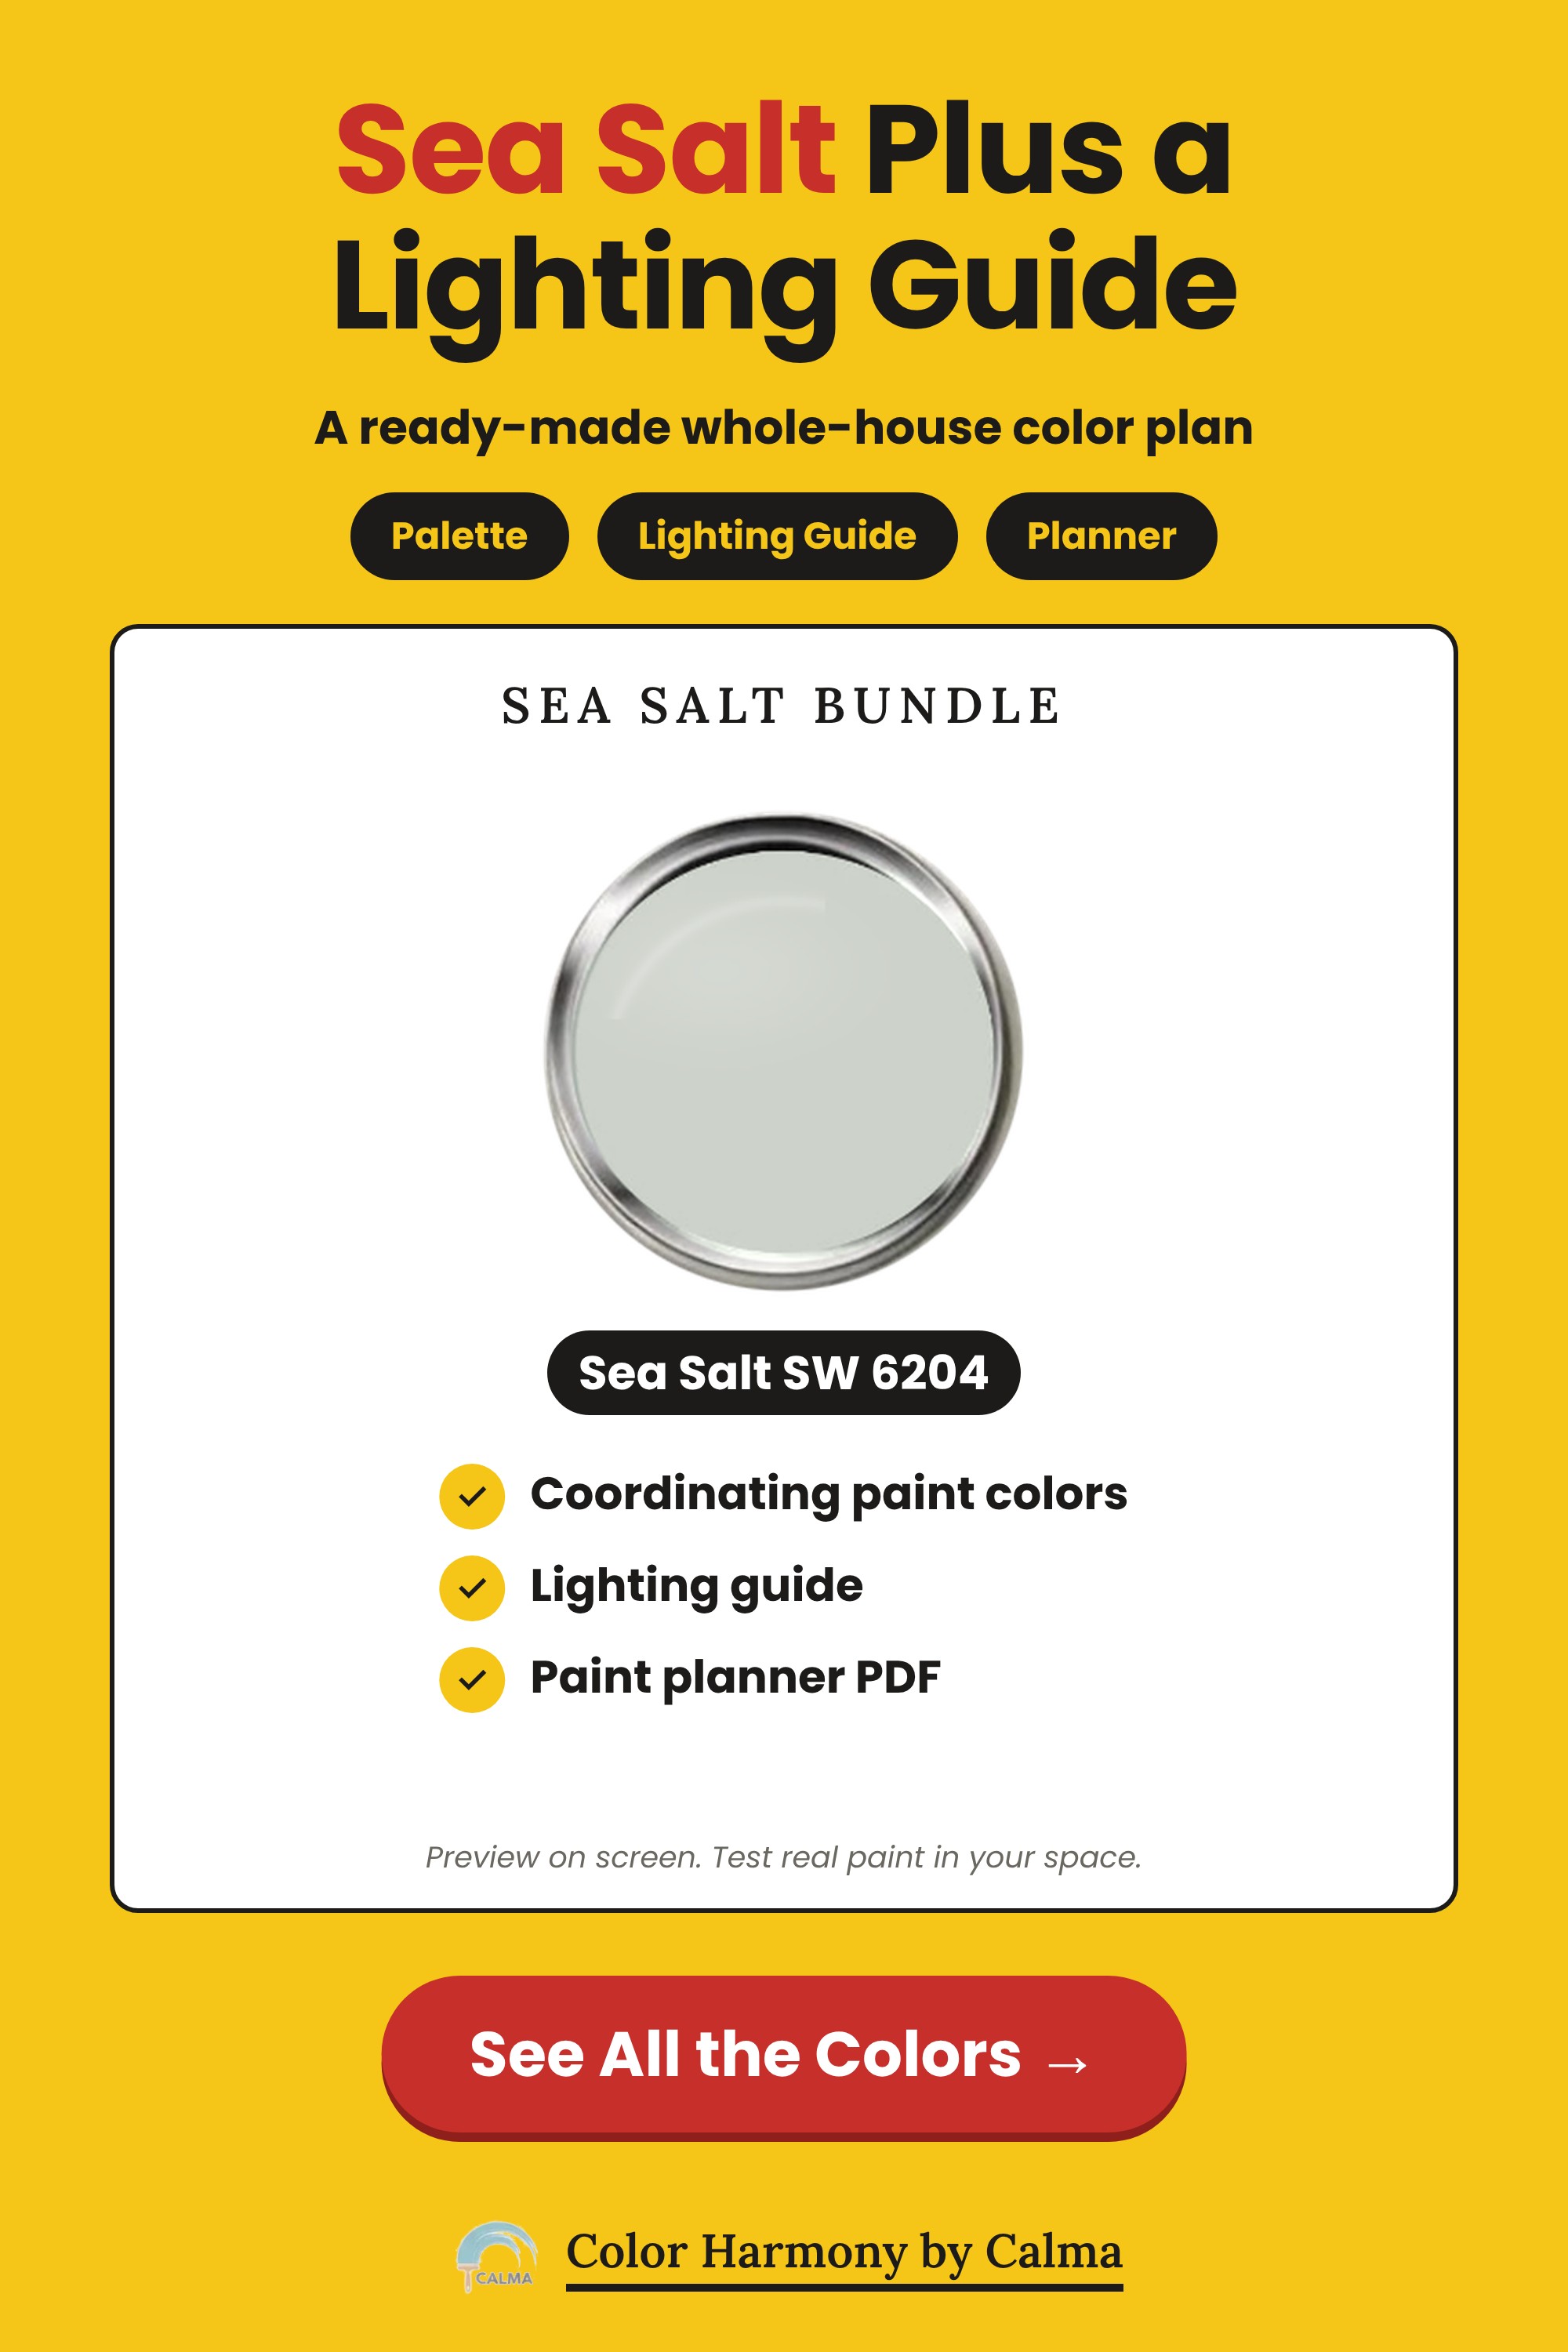 Sea Salt Plus a
Lighting Guide
A ready-made whole-house color plan
Palette
Lighting Guide
Planner
SEA SALT BUNDLE
Sea Salt SW 6204
Coordinating paint colors
Lighting guide
Paint planner PDF
Preview on screen. Test real paint in your space.
See All the Colors →
CALMA
Color Harmony by Calma